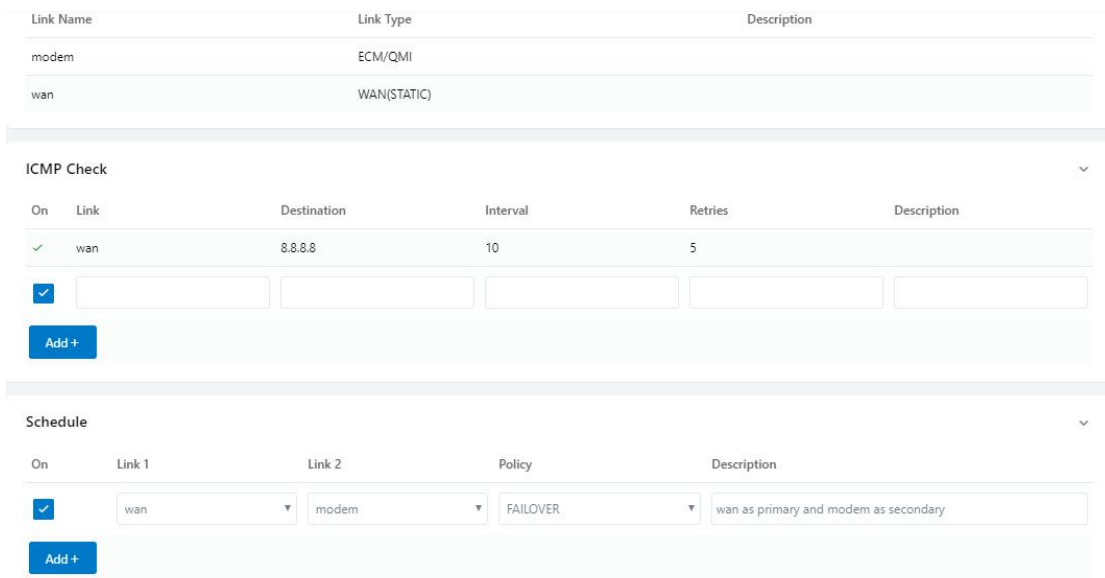 Link Name Link Type Description
modem ECM/QMI
wan WAN(STATIC)
ICMP Check
On Link Destination Interval Retries Description
wan 8.8.8.8 10 5
Add +
Schedule
On Link 1 Link 2 Policy Description
wan modem FAILOVER wan as primary and modem as secondary
Add +